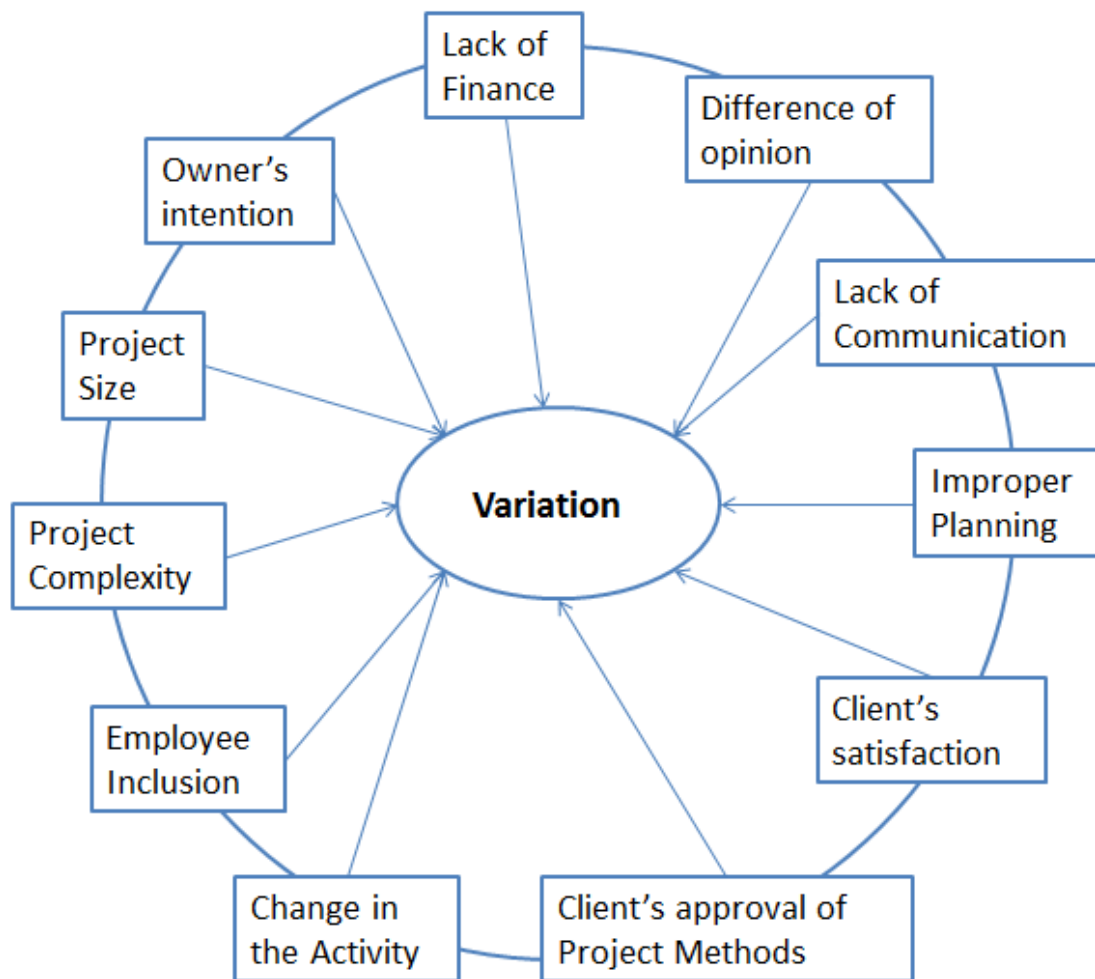 Lack of
Finance
Difference of
opinion
Owner's
intention
Lack of
Communication
Project
Size
Improper
Planning
Variation
Project
Complexity
Client's
satisfaction
Employee
Inclusion
Change in
the Activity
Client's approval of
Project Methods